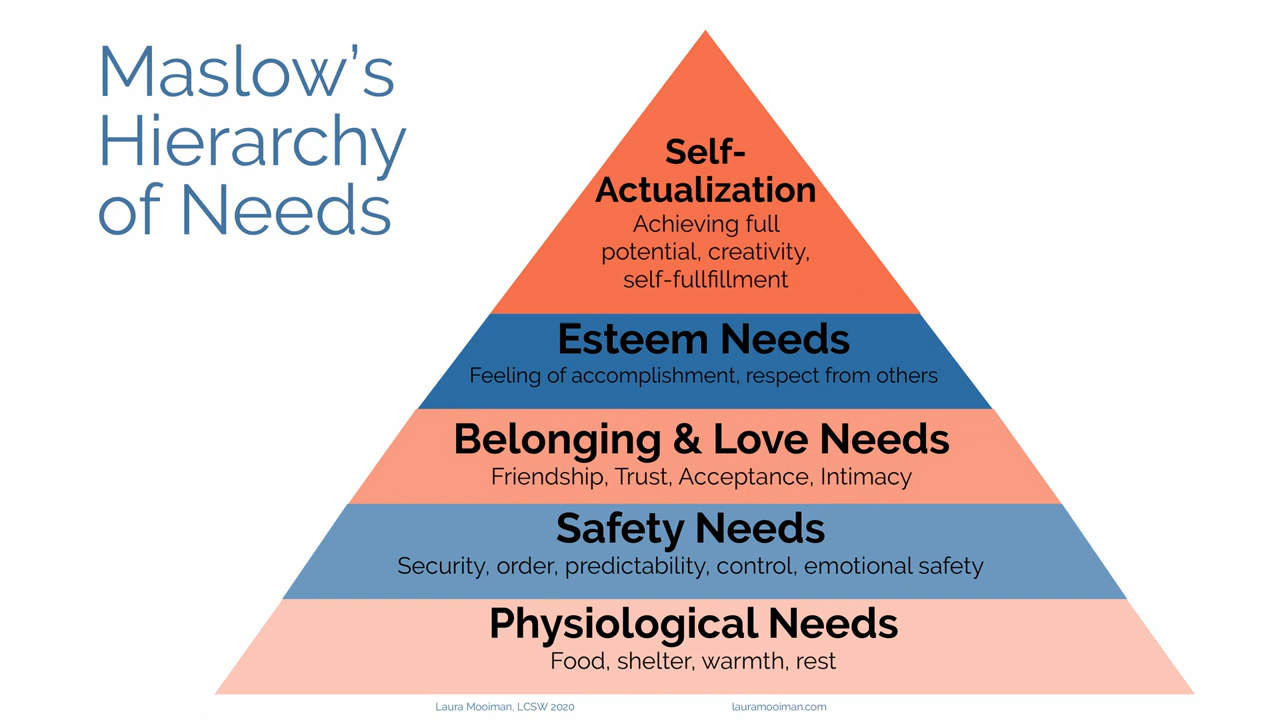 Maslow's
Hierarchy
of Needs
Self-
Actualization
Achieving full
potential, creativity,
self-fullfillment
Esteem Needs
Feeling of accomplishment, respect from others
Belonging & Love Needs
Friendship, Trust, Acceptance, Intimacy
Safety Needs
Security, order, predictability, control, emotional safety
Physiological Needs
Food, shelter, warmth, rest
Laura Mooiman, LCSW 2020
lauramooiman.com